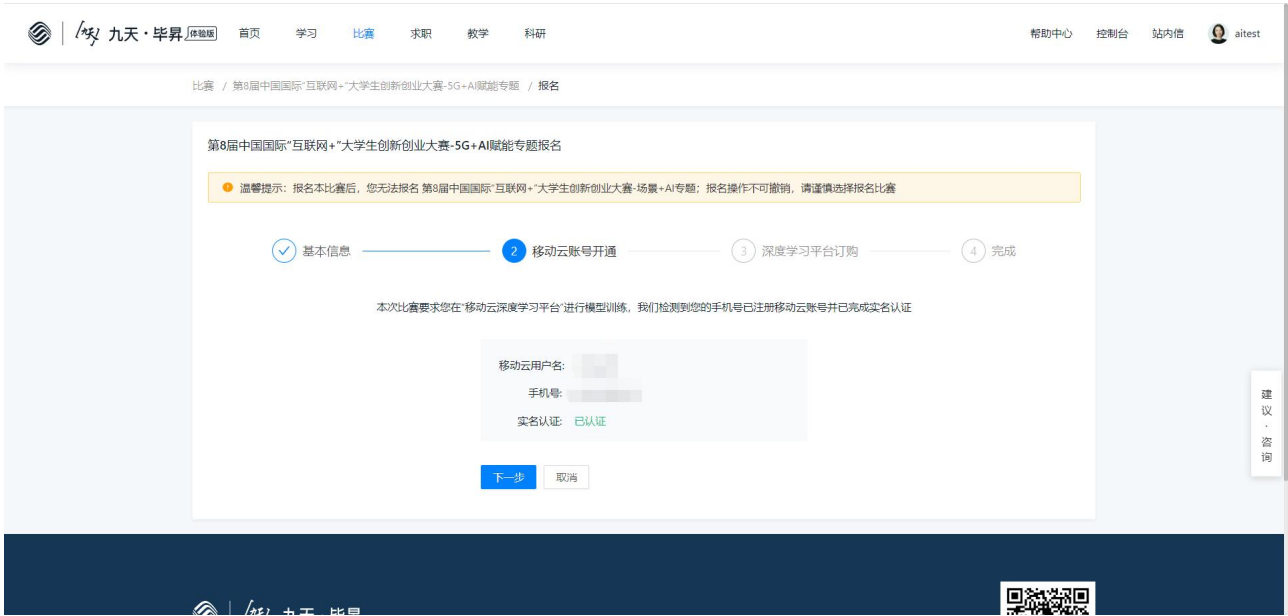 九天·毕昇 体验版 首页 学习 比赛 求职 教学 科研 帮助中心 控制台 站内信 aitest
比赛 / 第8届中国国际"互联网+"大学生创新创业大赛-5G+AI赋能专题 / 报名
第8届中国国际"互联网+"大学生创新创业大赛-5G+AI赋能专题报名
温馨提示：报名本比赛后，您无法报名 第8届中国国际"互联网+"大学生创新创业大赛-场景+AI专题；报名操作不可撤销，请谨慎选择报名比赛
基本信息 2 移动云账号开通 3 深度学习平台订购 4 完成
本次比赛要求您在"移动云深度学习平台"进行模型训练，我们检测到您的手机号已注册移动云账号并已完成实名认证
移动云用户名:
手机号:
实名认证: 已认证
建议·咨询
下一步 取消
九天·毕昇